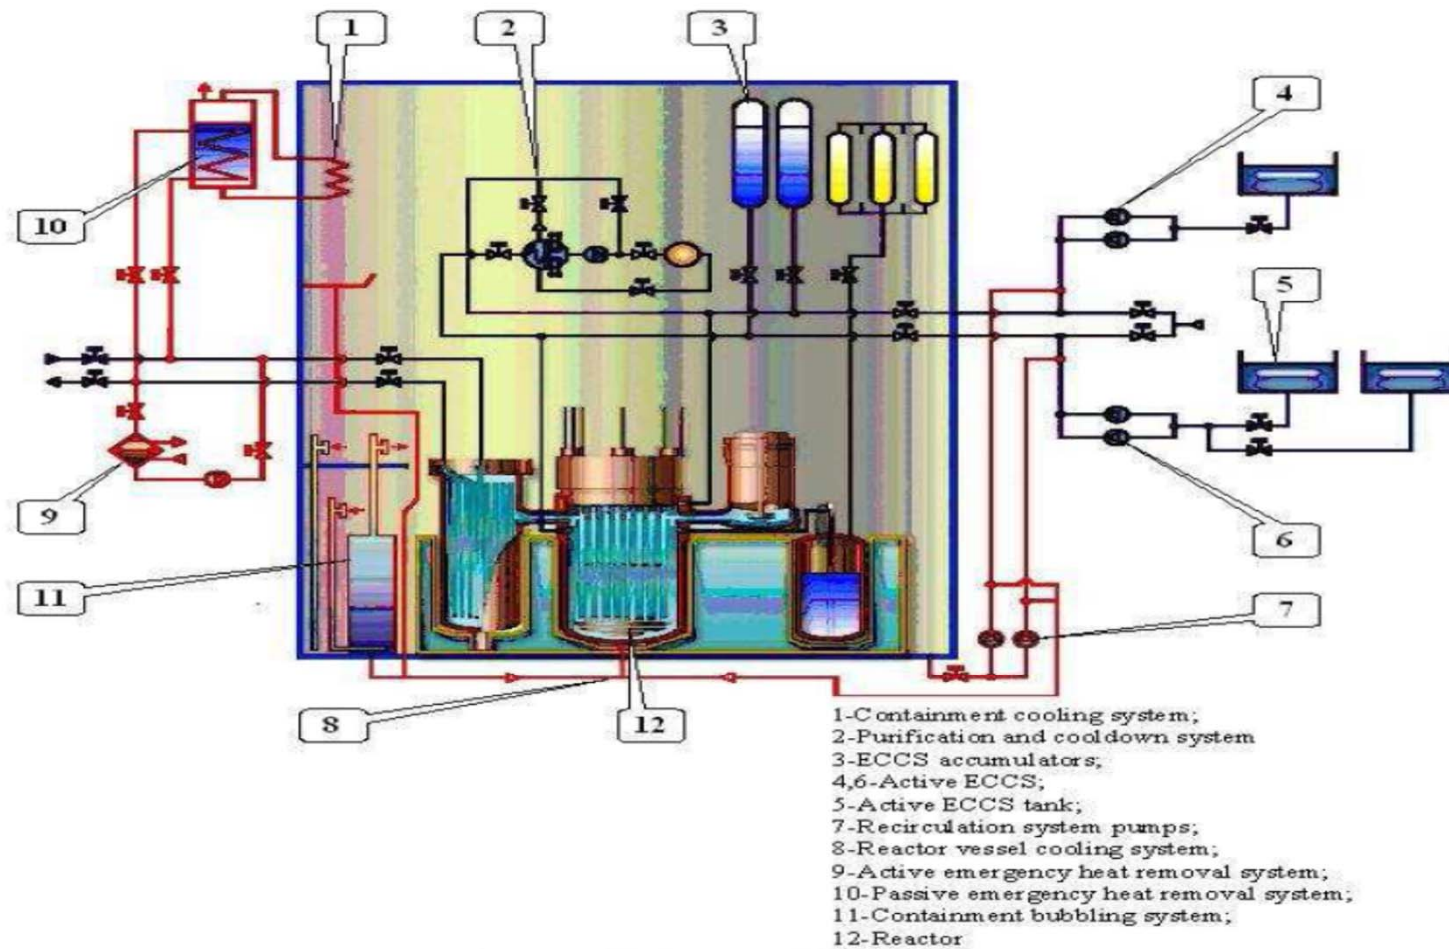 1
2
3
4
5
10
9
6
11
7
8
12
1-Containment cooling system;
2-Purification and cooldown system
3-ECCS accumulators;
4,6-Active ECCS;
5-Active ECCS tank;
7-Recirculation system pumps;
8-Reactor vessel cooling system;
9-Active emergency heat removal system;
10-Passive emergency heat removal system;
11-Containment bubbling system;
12-Reactor